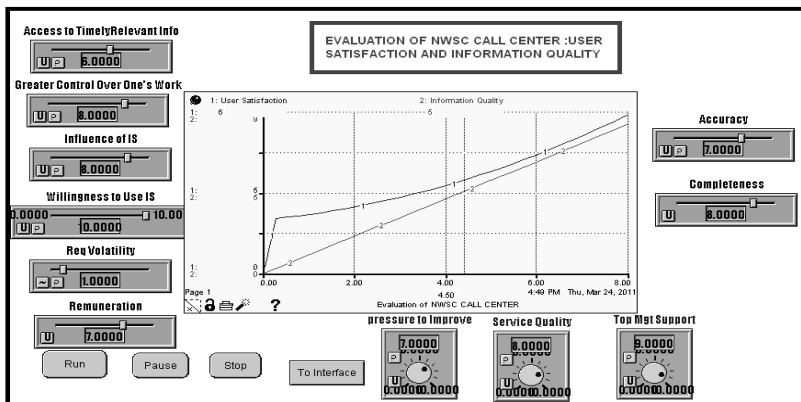 Access to TimelyRelevant Info
U P 6.0000
Greater Control Over One's Work
U P 8.0000
Influence of IS
U P 8.0000
Willingness to Use IS
0.0000 10.00
U P 10.0000
Req Volatility
~ P 1.0000
Remuneration
U 7.0000
Run
Pause
Stop
To Interface
EVALUATION OF NWSC CALL CENTER :USER
SATISFACTION AND INFORMATION QUALITY
1: User Satisfaction 2: Information Quality
1: 6 6
2: 9
1:
2: 5
5
1:
2: 0
0
1 1 1 1
2 2 2 2
0.00 2.00 4.00 6.00 8.00
Page 1 4.50 4:49 PM Thu, Mar 24, 2011
Evaluation of NWSC CALL CENTER
?
pressure to Improve
7.0000
P
U
Service Quality
8.0000
P
U
Top Mgt Support
9.0000
P
U
Accuracy
U P 7.0000
Completeness
U 8.0000